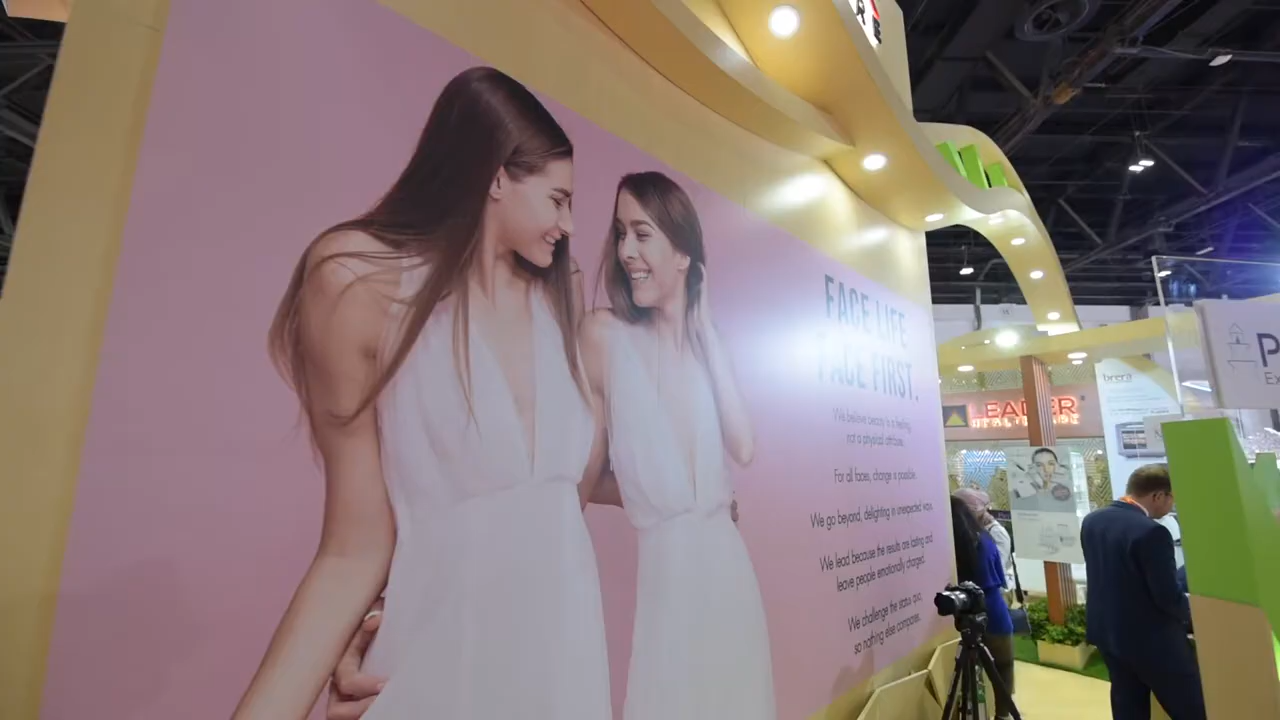 FACE LIFE
FACE FIRST.
We believe beauty is a feeling,
not a physical attribute.
For all faces, change is possible.
We go beyond, delighting in unexpected ways.
We lead because the results are lasting and
leave people emotionally charged.
We challenge the status quo,
so nothing else compares.
LEADER
HEALTHCARE
brera